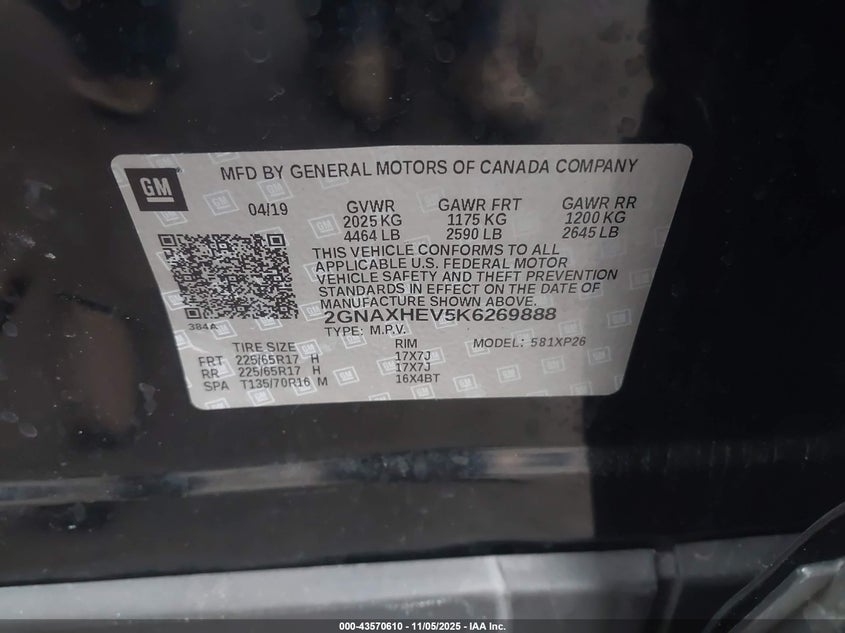 MFD BY GENERAL MOTORS OF CANADA COMPANY
GM
04/19
GVWR GAWR FRT GAWR RR
2025 KG 1175 KG 1200 KG
4464 LB 2590 LB 2645 LB
THIS VEHICLE CONFORMS TO ALL
APPLICABLE U.S. FEDERAL MOTOR
VEHICLE SAFETY AND THEFT PREVENTION
STANDARDS IN EFFECT ON THE DATE OF
MANUFACTURE SHOWN ABOVE.
384A
2GNAXHEV5K6269888
TYPE: M.P.V.
TIRE SIZE RIM MODEL: 581XP26
FRT 225/65R17 H 17X7J
RR 225/65R17 H 17X7J
SPA T135/70R16 M 16X4BT
000-43570610 - 11/05/2025 - IAA Inc.